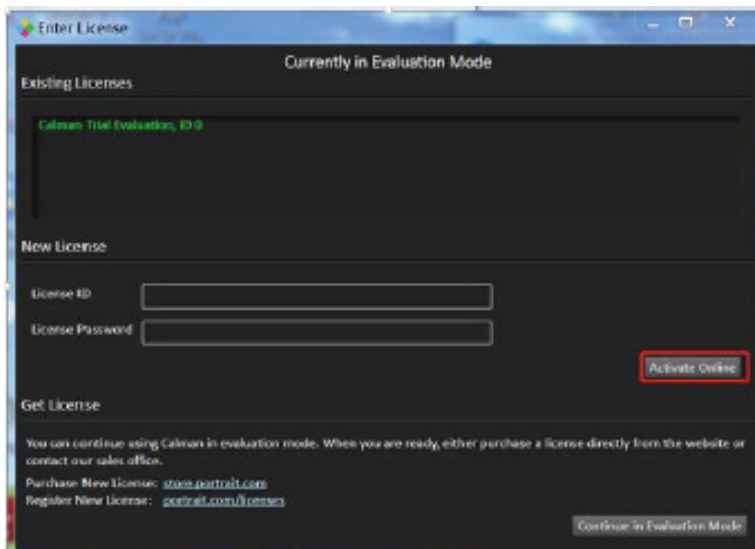 Enter License
Currently in Evaluation Mode
Existing Licenses
Calman Trial Evaluation, ID:0
New License
License ID
License Password
Activate Online
Get License
You can continue using Calman in evaluation mode. When you are ready, either purchase a license directly from the website or
contact our sales office.
Purchase New License: store.portrait.com
Register New License: portrait.com/licenses
Continue in Evaluation Mode